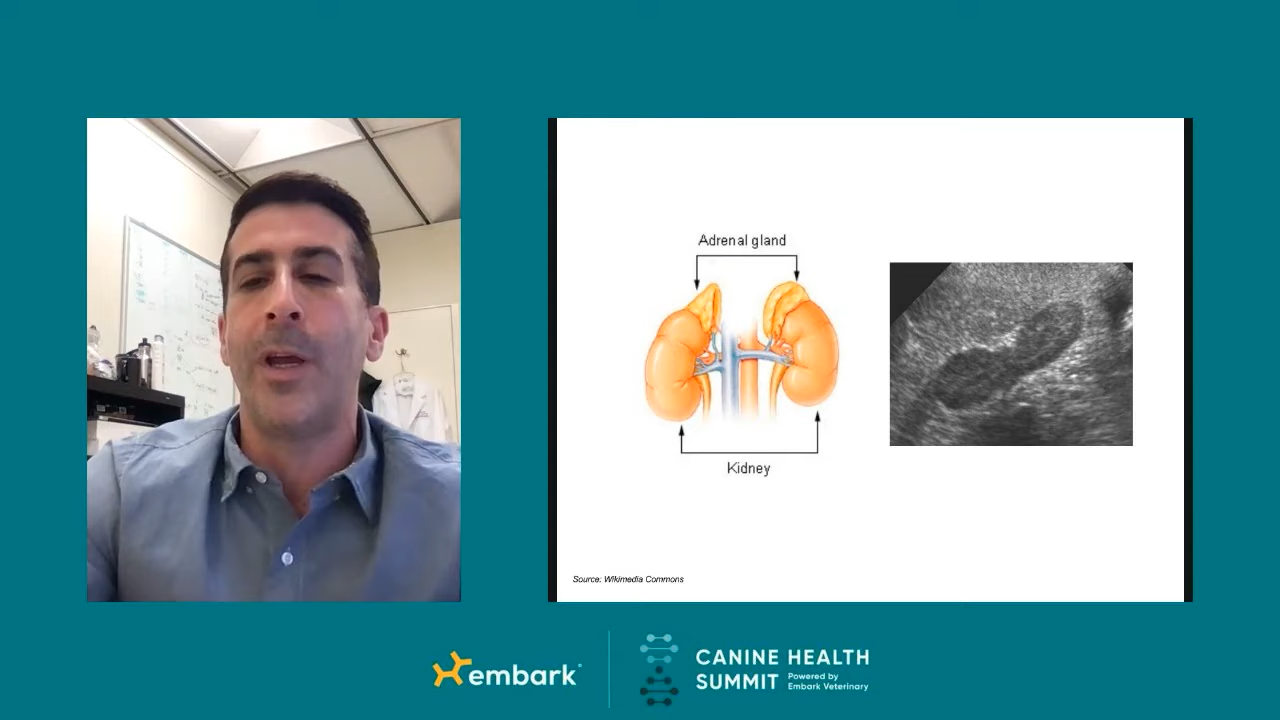 Adrenal gland
Kidney
Source: Wikimedia Commons
embark
CANINE HEALTH
SUMMIT Powered by
Embark Veterinary